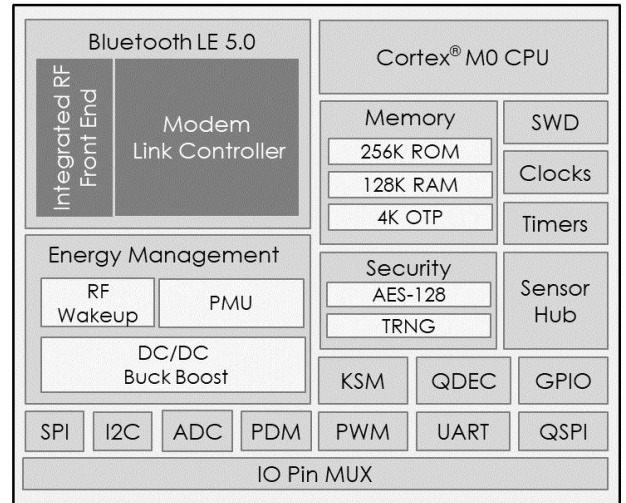 Bluetooth LE 5.0
Integrated RF
Front End
Modem
Link Controller
Cortex® M0 CPU
Memory
256K ROM
128K RAM
4K OTP
SWD
Clocks
Timers
Energy Management
RF
Wakeup
PMU
DC/DC
Buck Boost
Security
AES-128
TRNG
Sensor
Hub
KSM
QDEC
GPIO
SPI
I2C
ADC
PDM
PWM
UART
QSPI
IO Pin MUX